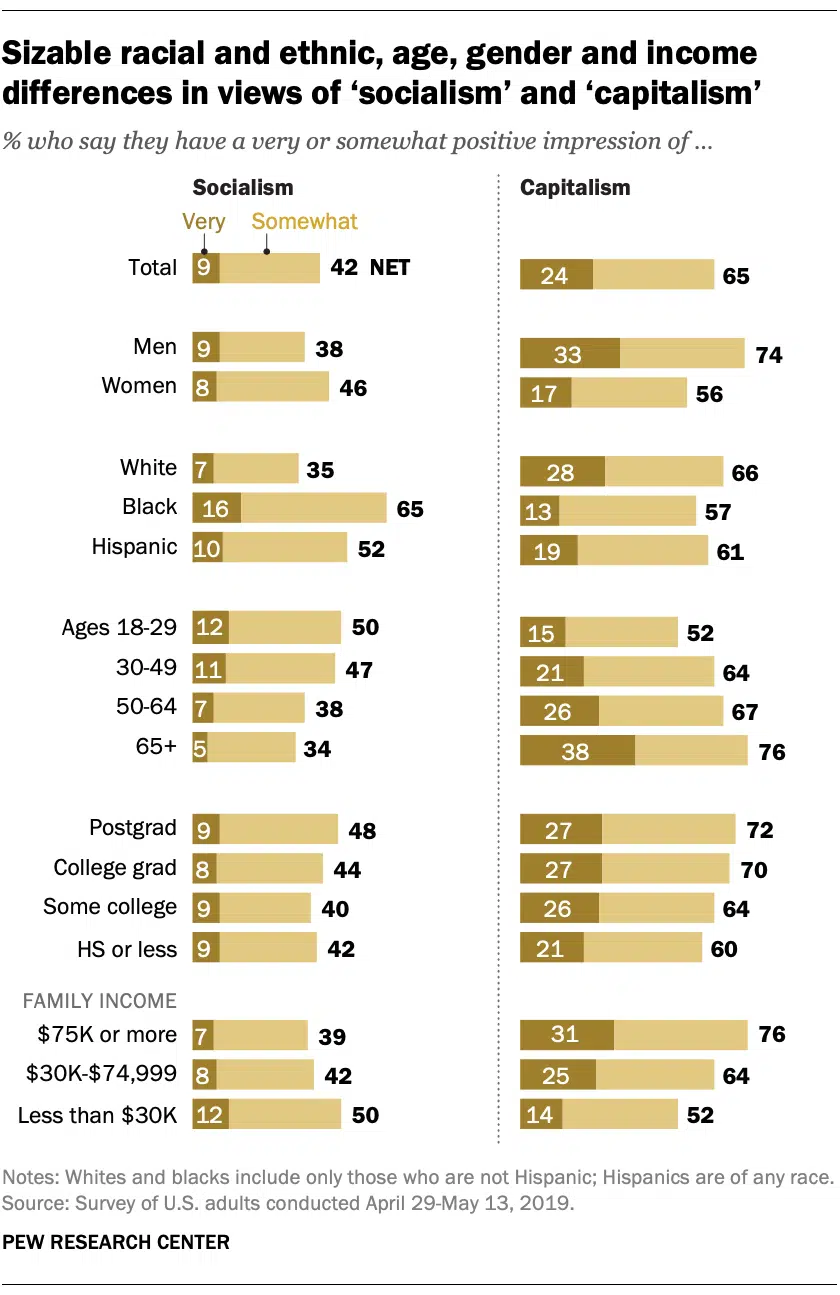 Sizable racial and ethnic, age, gender and income
differences in views of ‘socialism’ and ‘capitalism’
% who say they have a very or somewhat positive impression of ...
Socialism Capitalism
Very Somewhat
Total 9 42 NET 24 65
Men 9 38 33 74
Women 8 46 17 56
White 7 35 28 66
Black 16 65 13 57
Hispanic 10 52 19 61
Ages 18-29 12 50 15 52
30-49 11 47 21 64
50-64 7 38 26 67
65+ 5 34 38 76
Postgrad 9 48 27 72
College grad 8 44 27 70
Some college 9 40 26 64
HS or less 9 42 21 60
FAMILY INCOME
$75K or more 7 39 31 76
$30K-$74,999 8 42 25 64
Less than $30K 12 50 14 52
Notes: Whites and blacks include only those who are not Hispanic; Hispanics are of any race.
Source: Survey of U.S. adults conducted April 29-May 13, 2019.
PEW RESEARCH CENTER